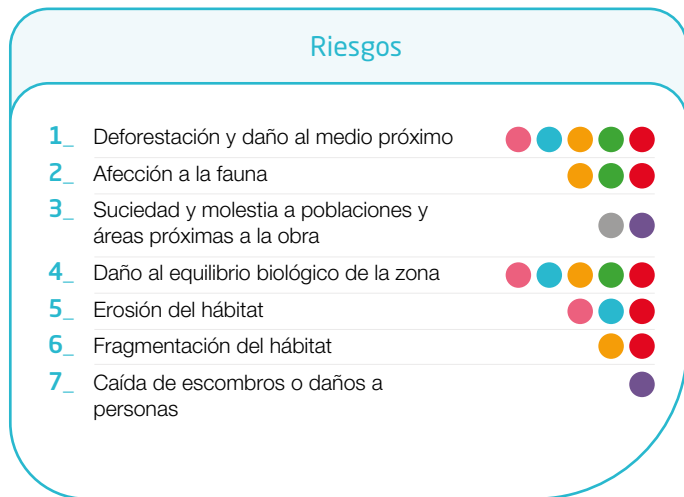 Riesgos
1_ Deforestación y daño al medio próximo
2_ Afección a la fauna
3_ Suciedad y molestia a poblaciones y
áreas próximas a la obra
4_ Daño al equilibrio biológico de la zona
5_ Erosión del hábitat
6_ Fragmentación del hábitat
7_ Caída de escombros o daños a
personas